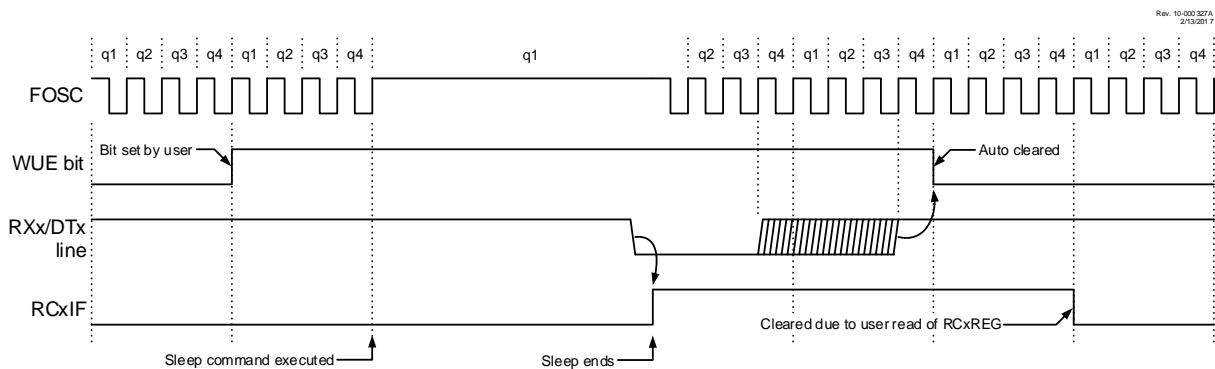 Rev. 10-000 327A
2/13/201 7
q1 q2 q3 q4 q1 q2 q3 q4 q1 q2 q3 q4 q1 q2 q3 q4 q1 q2 q3 q4 q1 q2 q3 q4
FOSC
Bit set by user
Auto cleared
WUE bit
RXx/DTx
line
RCxIF
Cleared due to user read of RCxREG
Sleep command executed
Sleep ends